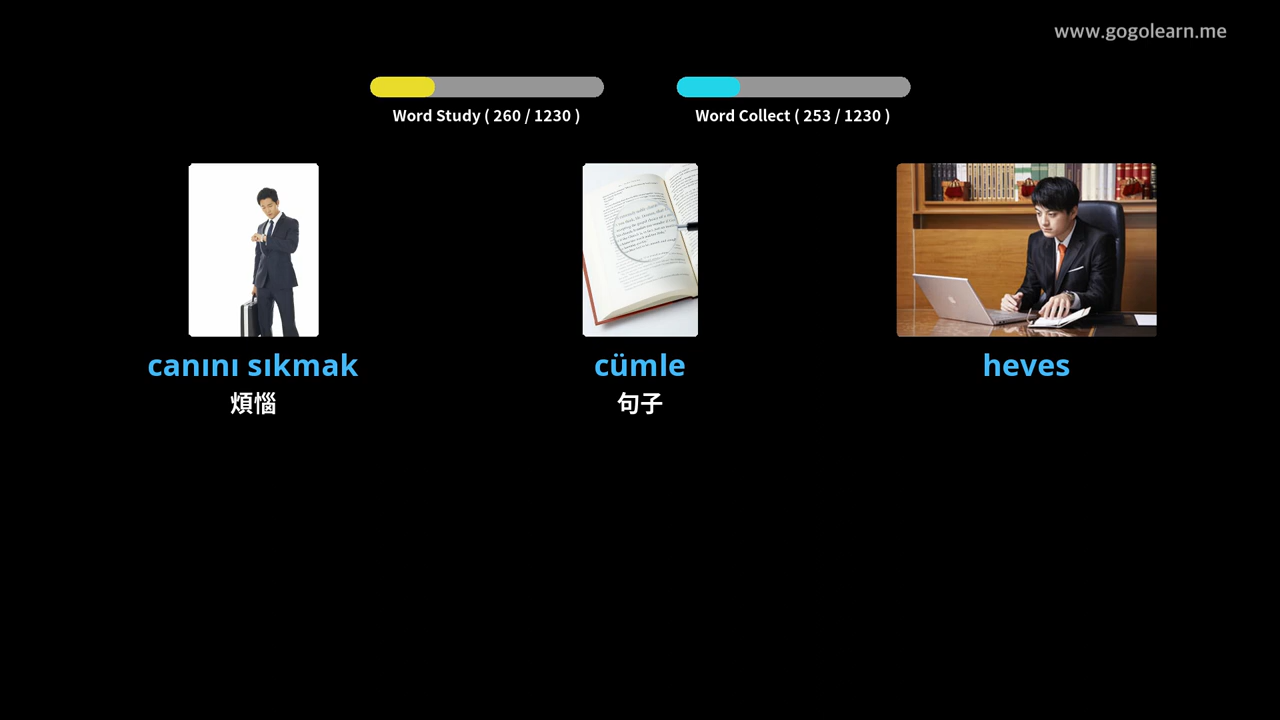 www.gogolearn.me
Word Study ( 260 / 1230 )
Word Collect ( 253 / 1230 )
canını sıkmak
煩惱
cümle
句子
heves